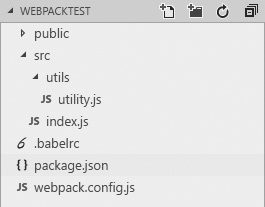 WEBPACKTEST
public
src
utils
JS utility.js
JS index.js
.babelrc
{ } package.json
JS webpack.config.js